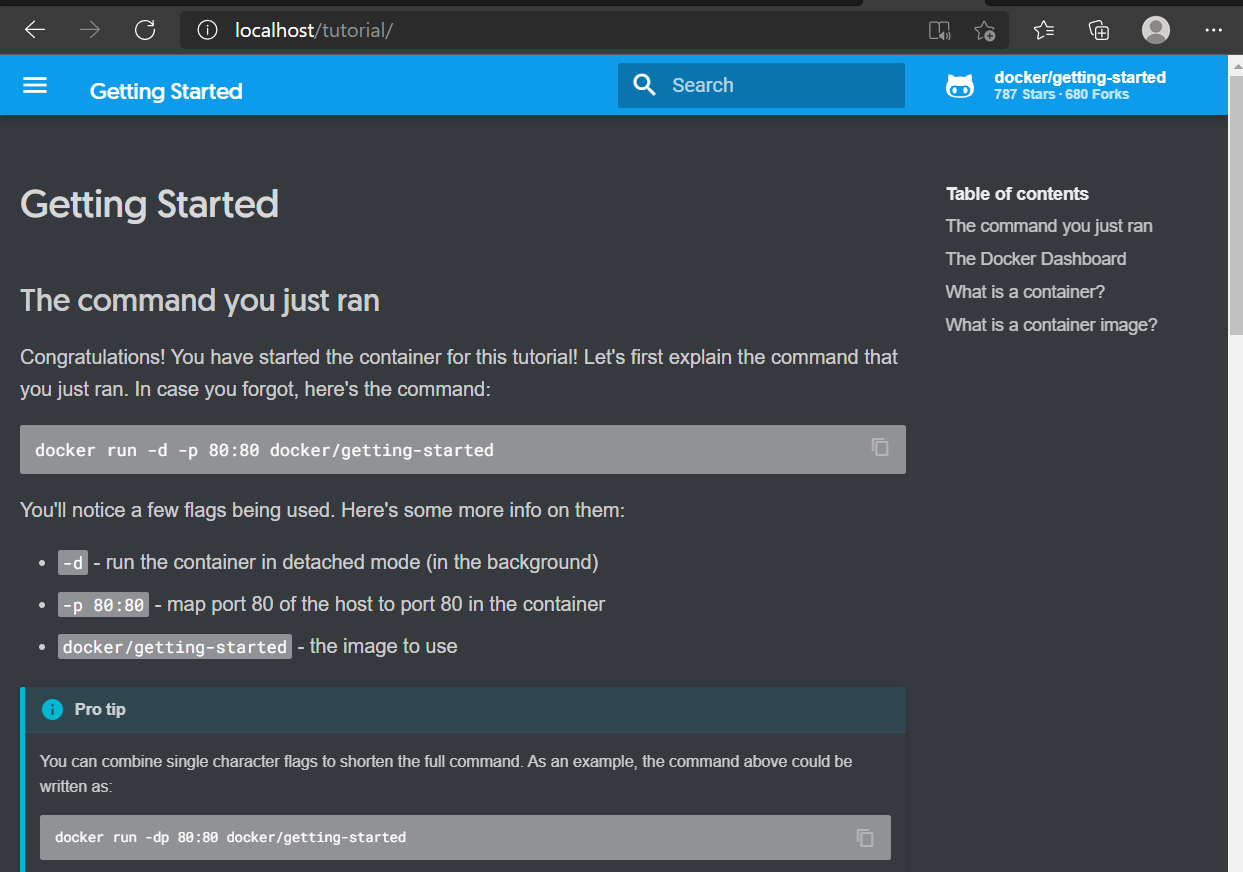 localhost/tutorial/
Getting Started
Search
docker/getting-started
787 Stars · 680 Forks
Getting Started
The command you just ran
Congratulations! You have started the container for this tutorial! Let's first explain the command that
you just ran. In case you forgot, here's the command:
docker run -d -p 80:80 docker/getting-started
You'll notice a few flags being used. Here's some more info on them:
• -d - run the container in detached mode (in the background)
• -p 80:80 - map port 80 of the host to port 80 in the container
• docker/getting-started - the image to use
Pro tip
You can combine single character flags to shorten the full command. As an example, the command above could be
written as:
docker run -dp 80:80 docker/getting-started
Table of contents
The command you just ran
The Docker Dashboard
What is a container?
What is a container image?